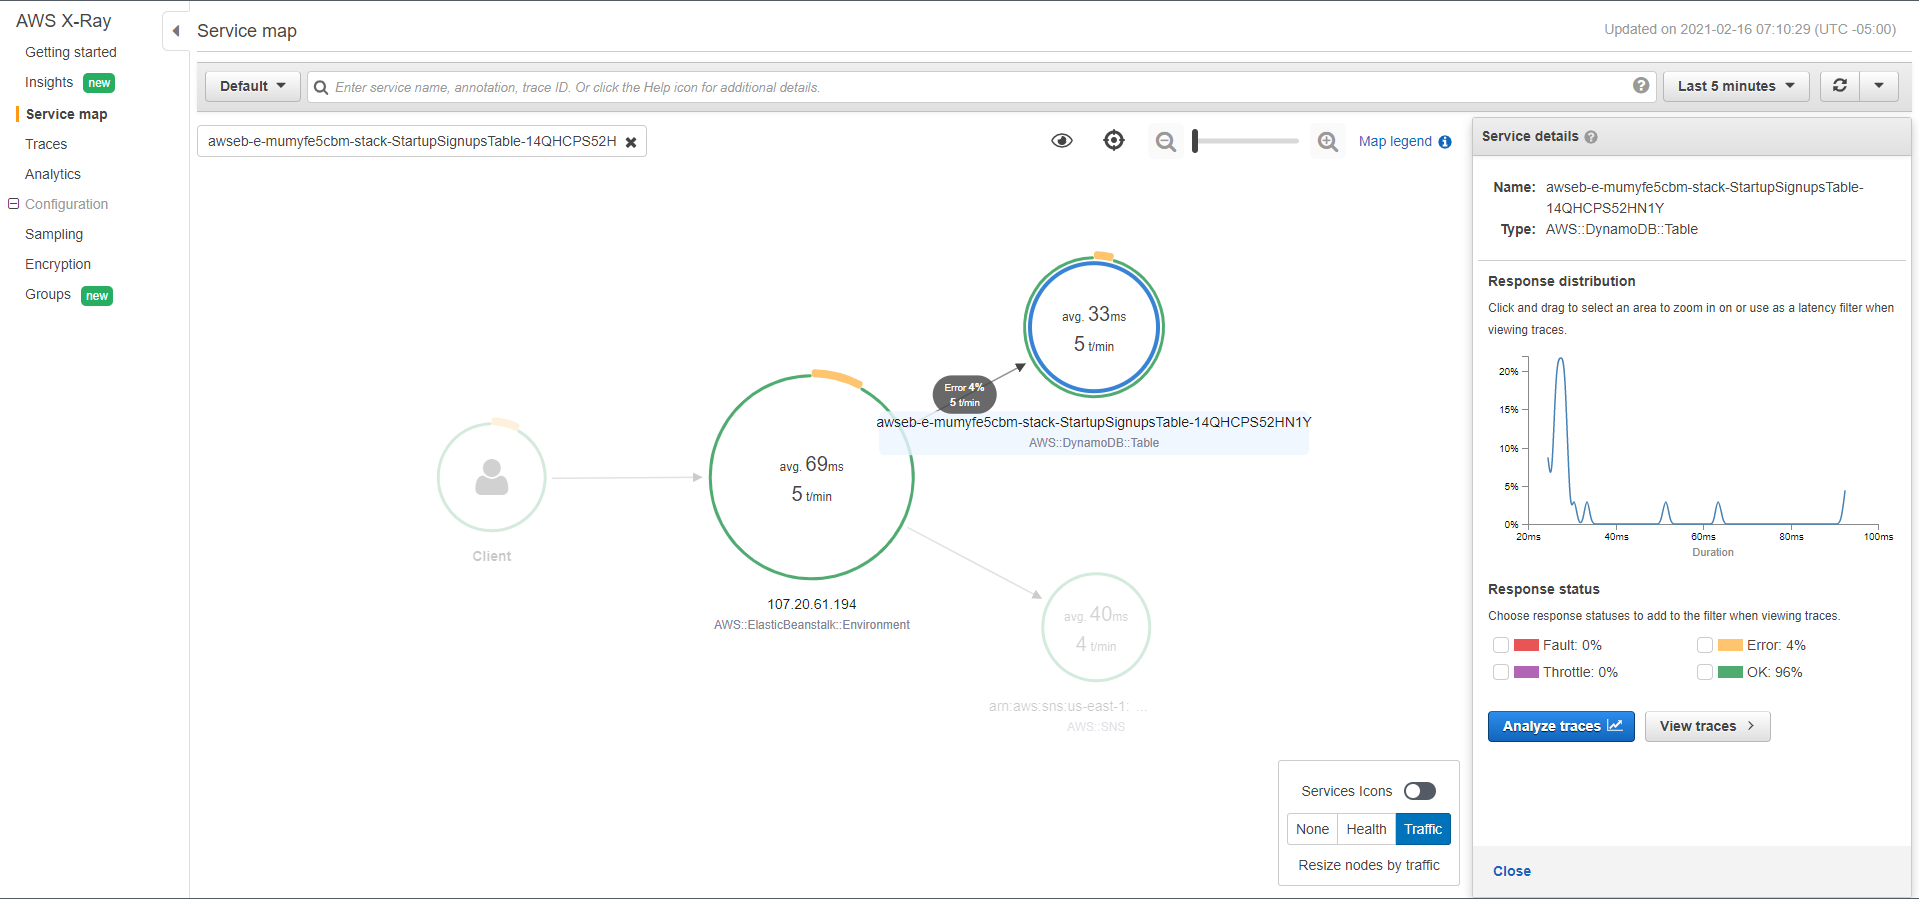 AWS X-Ray
Getting started
Insights new
Service map
Traces
Analytics
Configuration
Sampling
Encryption
Groups new
Service map
Updated on 2021-02-16 07:10:29 (UTC -05:00)
Default
Enter service name, annotation, trace ID. Or click the Help icon for additional details.
Last 5 minutes
awseb-e-mumyfe5cbm-stack-StartupSignupsTable-14QHCPS52H
Map legend
Client
avg. 69ms
5 t/min
107.20.61.194
AWS::ElasticBeanstalk::Environment
Error 4%
5 t/min
avg. 33ms
5 t/min
awseb-e-mumyfe5cbm-stack-StartupSignupsTable-14QHCPS52HN1Y
AWS::DynamoDB::Table
avg. 40ms
4 t/min
arn:aws:sns:us-east-1: ...
AWS::SNS
Services Icons
None Health Traffic
Resize nodes by traffic
Service details
Name: awseb-e-mumyfe5cbm-stack-StartupSignupsTable-
14QHCPS52HN1Y
Type: AWS::DynamoDB::Table
Response distribution
Click and drag to select an area to zoom in on or use as a latency filter when
viewing traces.
20%
15%
10%
5%
0%
20ms 40ms 60ms 80ms 100ms
Duration
Response status
Choose response statuses to add to the filter when viewing traces.
Fault: 0% Error: 4%
Throttle: 0% OK: 96%
Analyze traces View traces
Close